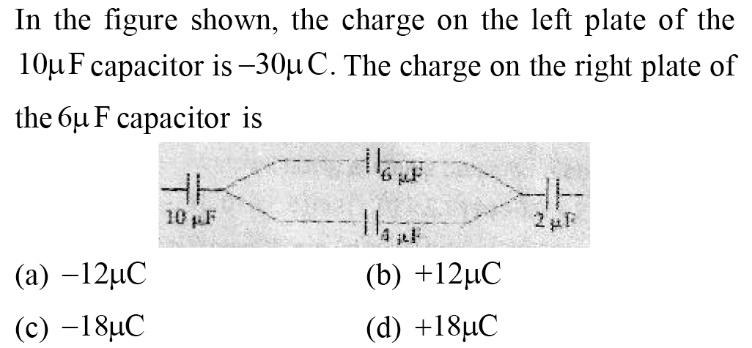 In the figure shown, the charge on the left plate of the
10μF capacitor is −30μC. The charge on the right plate of
the 6μF capacitor is
6 μF
10 μF
4 μF
2 μF
(a) −12μC (b) +12μC
(c) −18μC (d) +18μC